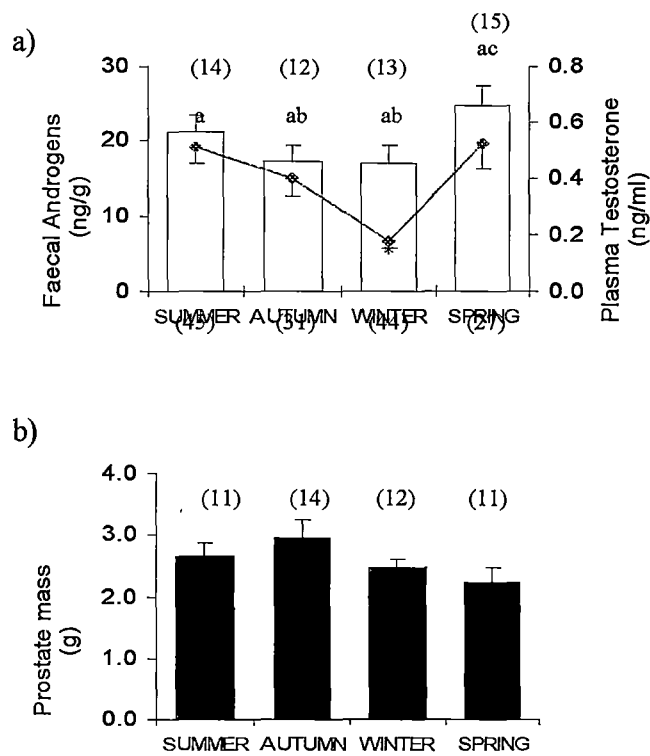 a)
(15)
(14) (12) (13) ac
30 0.8
a ab ab
0.6
20
0.4
10
0.2
*
0 0.0
Faecal Androgens
(ng/g)
Plasma Testosterone
(ng/ml)
SUMMER AUTUMN WINTER SPRING
(45) (31) (44) (27)
b)
4.0
(11) (14) (12) (11)
3.0
2.0
1.0
0.0
Prostate mass
(g)
SUMMER AUTUMN WINTER SPRING